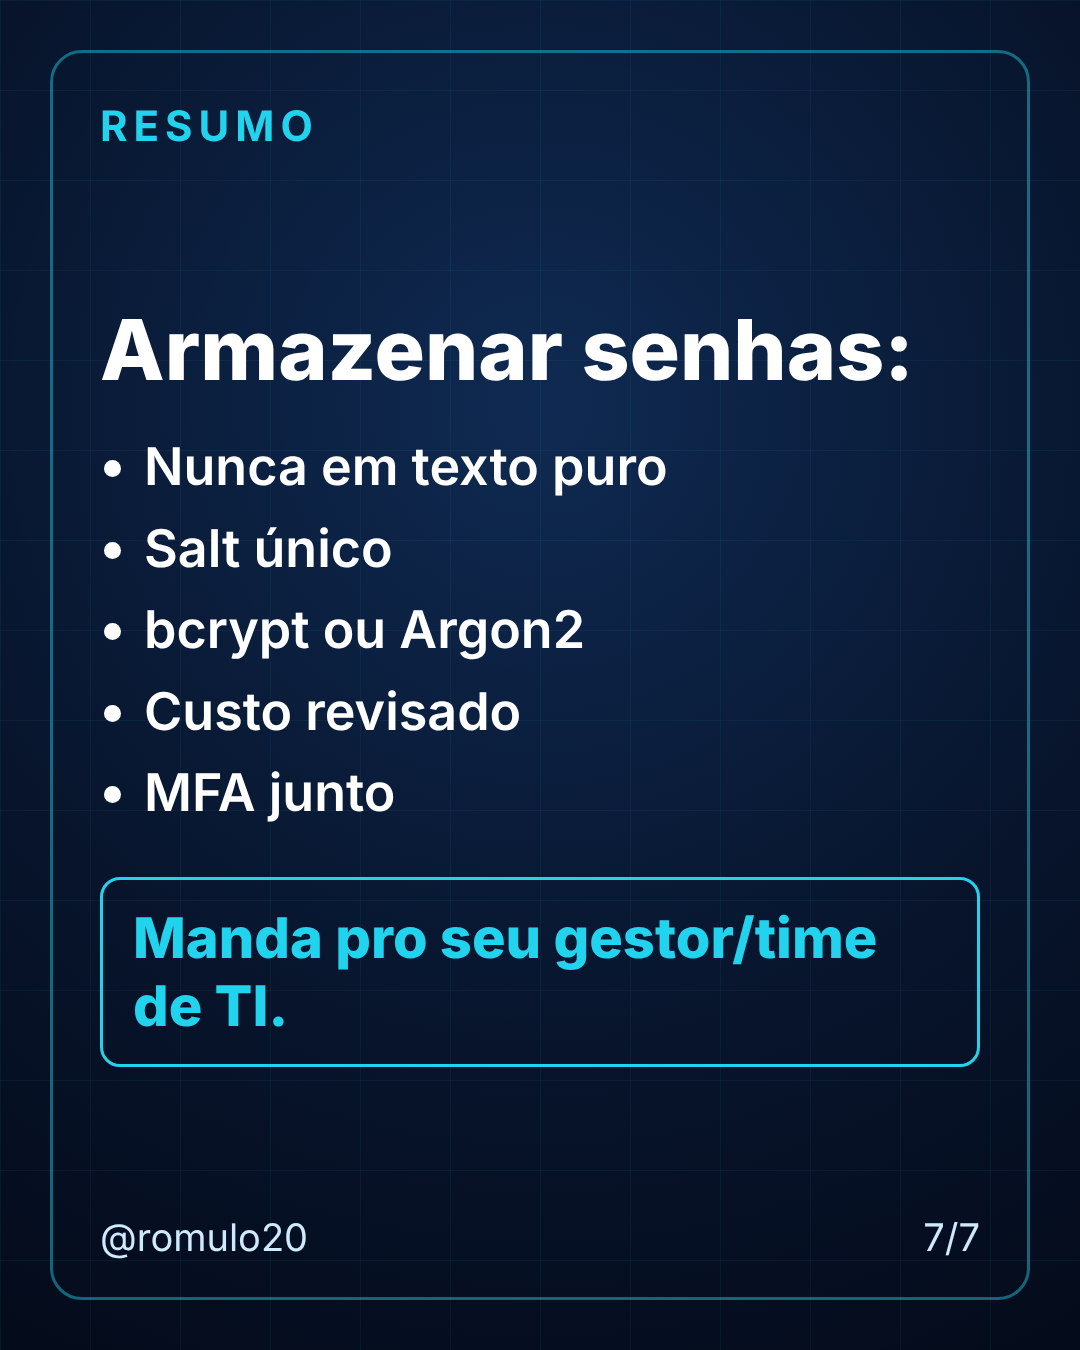 RESUMO
Armazenar senhas:
• Nunca em texto puro
• Salt único
• bcrypt ou Argon2
• Custo revisado
• MFA junto
Manda pro seu gestor/time
de TI.
@romulo20
7/7